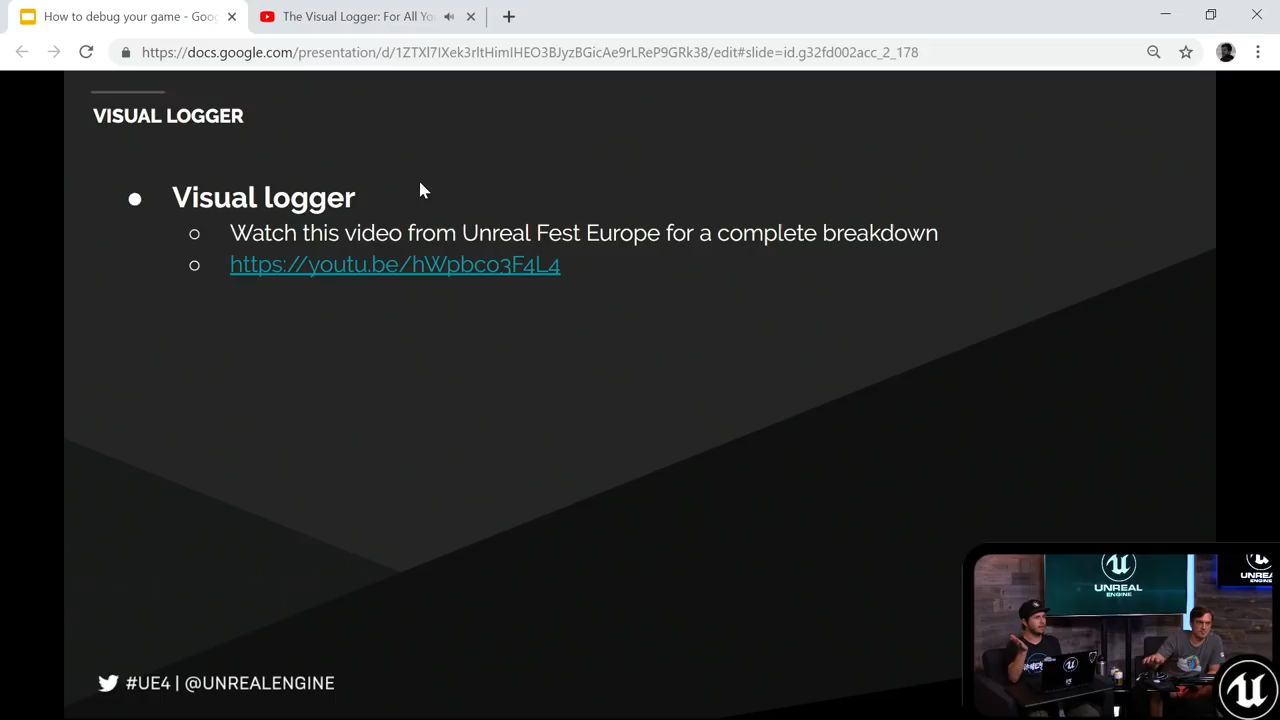 How to debug your game - Goo
The Visual Logger: For All Yo
https://docs.google.com/presentation/d/1ZTXl7IXek3rItHimIHEO3BJyzBGicAe9rLReP9GRk38/edit#slide=id.g32fd002acc_2_178
VISUAL LOGGER
Visual logger
Watch this video from Unreal Fest Europe for a complete breakdown
https://youtu.be/hWpbco3F4L4
UNREAL
ENGINE
UNREA
#UE4 | @UNREALENGINE